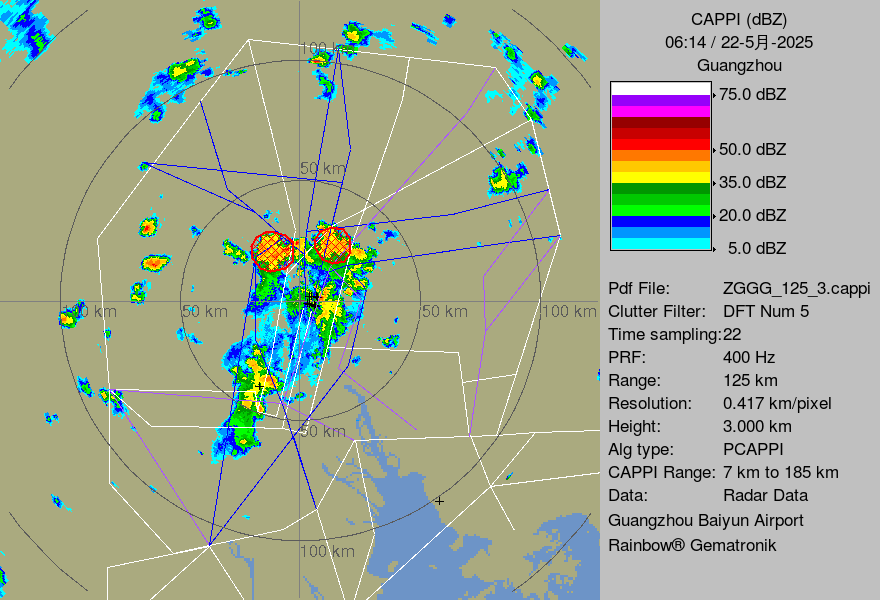 CAPPI (dBZ)
06:14 / 22-5月-2025
Guangzhou
75.0 dBZ
50.0 dBZ
35.0 dBZ
20.0 dBZ
5.0 dBZ
Pdf File: ZGGG_125_3.cappi
Clutter Filter: DFT Num 5
Time sampling:22
PRF: 400 Hz
Range: 125 km
Resolution: 0.417 km/pixel
Height: 3.000 km
Alg type: PCAPPI
CAPPI Range: 7 km to 185 km
Data: Radar Data
Guangzhou Baiyun Airport
Rainbow® Gematronik
100 km
50 km
100 km
50 km
50 km
100 km
50 km
100 km